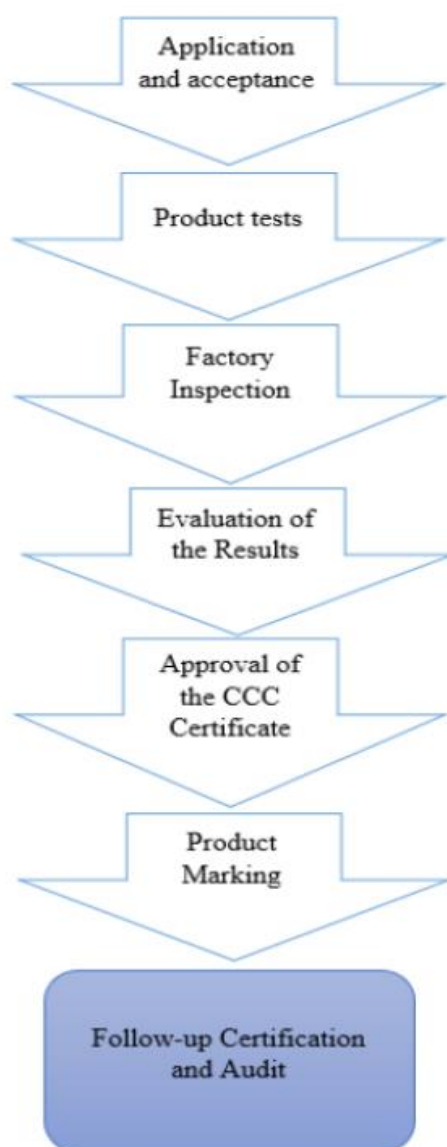 Application
and acceptance
Product tests
Factory
Inspection
Evaluation of
the Results
Approval of
the CCC
Certificate
Product
Marking
Follow-up Certification
and Audit